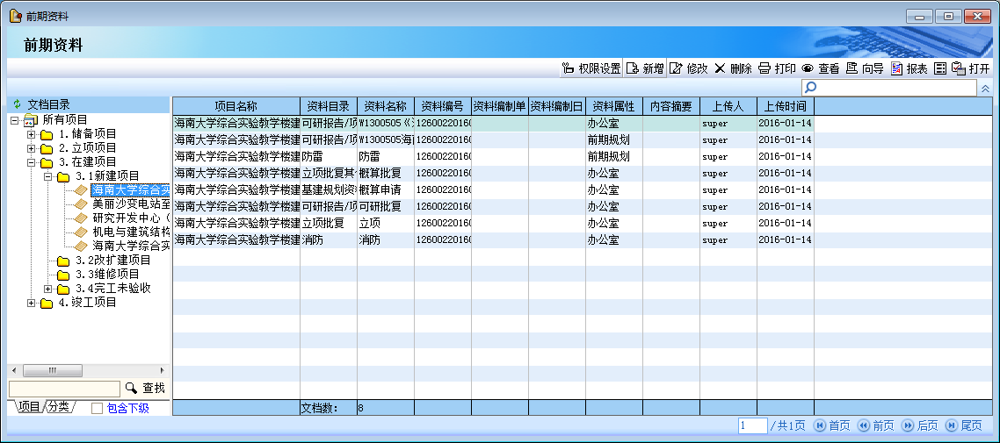 前期资料
前期资料
权限设置 新增 修改 删除 打印 查看 向导 报表 打开
文档目录
所有项目
1.储备项目
2.立项项目
3.在建项目
3.1新建项目
海南大学综合实
美丽沙变电站至
研究开发中心（
机电与建筑结构
海南大学综合实
3.2改扩建项目
3.3维修项目
3.4完工未验收
4.竣工项目
查找
项目 分类 包含下级
项目名称 资料目录 资料名称 资料编号 资料编制单 资料编制日 资料属性 内容摘要 上传人 上传时间
海南大学综合实验教学楼建 可研报告/项 W1300505《 12600220160 办公室 super 2016-01-14
海南大学综合实验教学楼建 可研报告/项 W1300505海南 12600220160 前期规划 super 2016-01-14
海南大学综合实验教学楼建 防雷 防雷 12600220160 前期规划 super 2016-01-14
海南大学综合实验教学楼建 立项批复其 概算批复 12600220160 办公室 super 2016-01-14
海南大学综合实验教学楼建 基建规划资 概算申请 12600220160 办公室 super 2016-01-14
海南大学综合实验教学楼建 可研报告/项 可研批复 12600220160 办公室 super 2016-01-14
海南大学综合实验教学楼建 立项批复 立项 12600220160 办公室 super 2016-01-14
海南大学综合实验教学楼建 消防 消防 12600220160 办公室 super 2016-01-14
文档数： 8
1 /共1页 首页 前页 后页 尾页